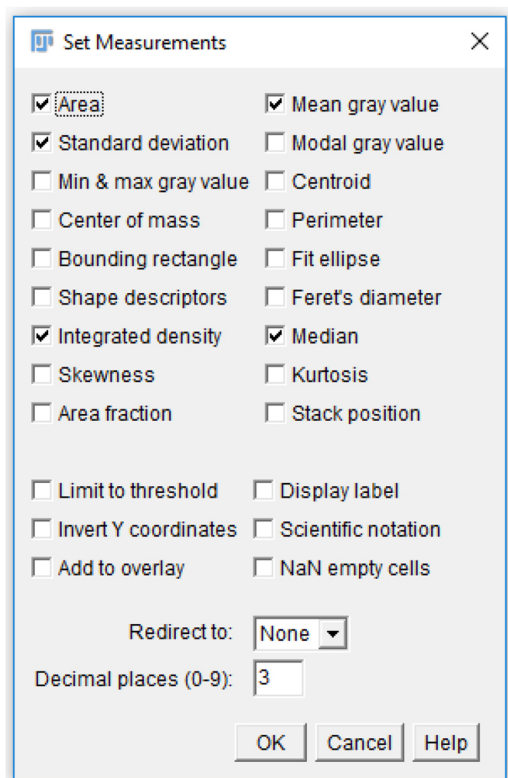 Set Measurements
Area Mean gray value
Standard deviation Modal gray value
Min & max gray value Centroid
Center of mass Perimeter
Bounding rectangle Fit ellipse
Shape descriptors Feret's diameter
Integrated density Median
Skewness Kurtosis
Area fraction Stack position
Limit to threshold Display label
Invert Y coordinates Scientific notation
Add to overlay NaN empty cells
Redirect to: None
Decimal places (0-9): 3
OK Cancel Help